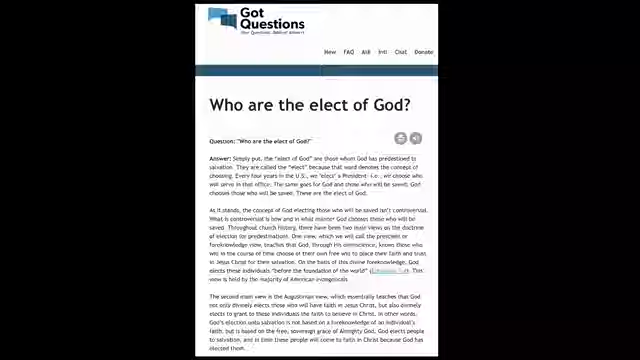 Got
Questions
Your Questions. Biblical Answers
New FAQ Aid Intl Chat Donate
Who are the elect of God?
Question: "Who are the elect of God?"
Answer: Simply put, the "elect of God" are those whom God has predestined to
salvation. They are called the "elect" because that word denotes the concept of
choosing. Every four years in the U.S., we "elect" a President- i.e., we choose who
will serve in that office. The same goes for God and those who will be saved; God
chooses those who will be saved. These are the elect of God.
As it stands, the concept of God electing those who will be saved isn't controversial.
What is controversial is how and in what manner God chooses those who will be
saved. Throughout church history, there have been two main views on the doctrine
of election (or predestination). One view, which we will call the prescient or
foreknowledge view, teaches that God, through His omniscience, knows those who
will in the course of time choose of their own free will to place their faith and trust
in Jesus Christ for their salvation. On the basis of this divine foreknowledge, God
elects these individuals "before the foundation of the world" ( ). This
view is held by the majority of American evangelicals.
The second main view is the Augustinian view, which essentially teaches that God
not only divinely elects those who will have faith in Jesus Christ, but also divinely
elects to grant to these individuals the faith to believe in Christ. In other words,
God's election unto salvation is not based on a foreknowledge of an individual's
faith, but is based on the free, sovereign grace of Almighty God. God elects people
to salvation, and in time these people will come to faith in Christ because God has
elected them.